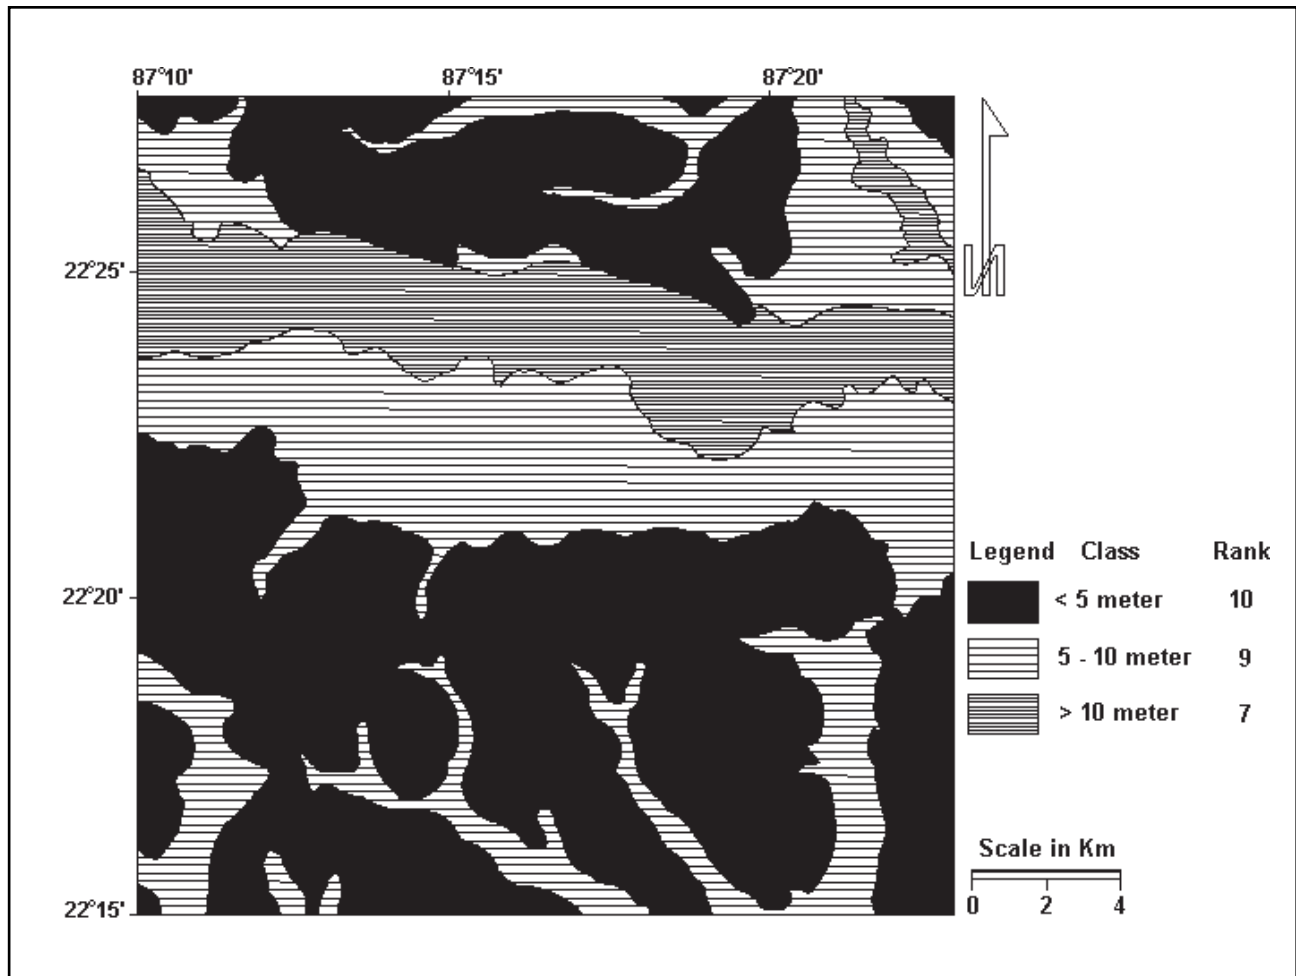 87°10' 87°15' 87°20'
N
22°25'
22°20'
22°15'
Legend Class Rank
< 5 meter 10
5 - 10 meter 9
> 10 meter 7
Scale in Km
0 2 4